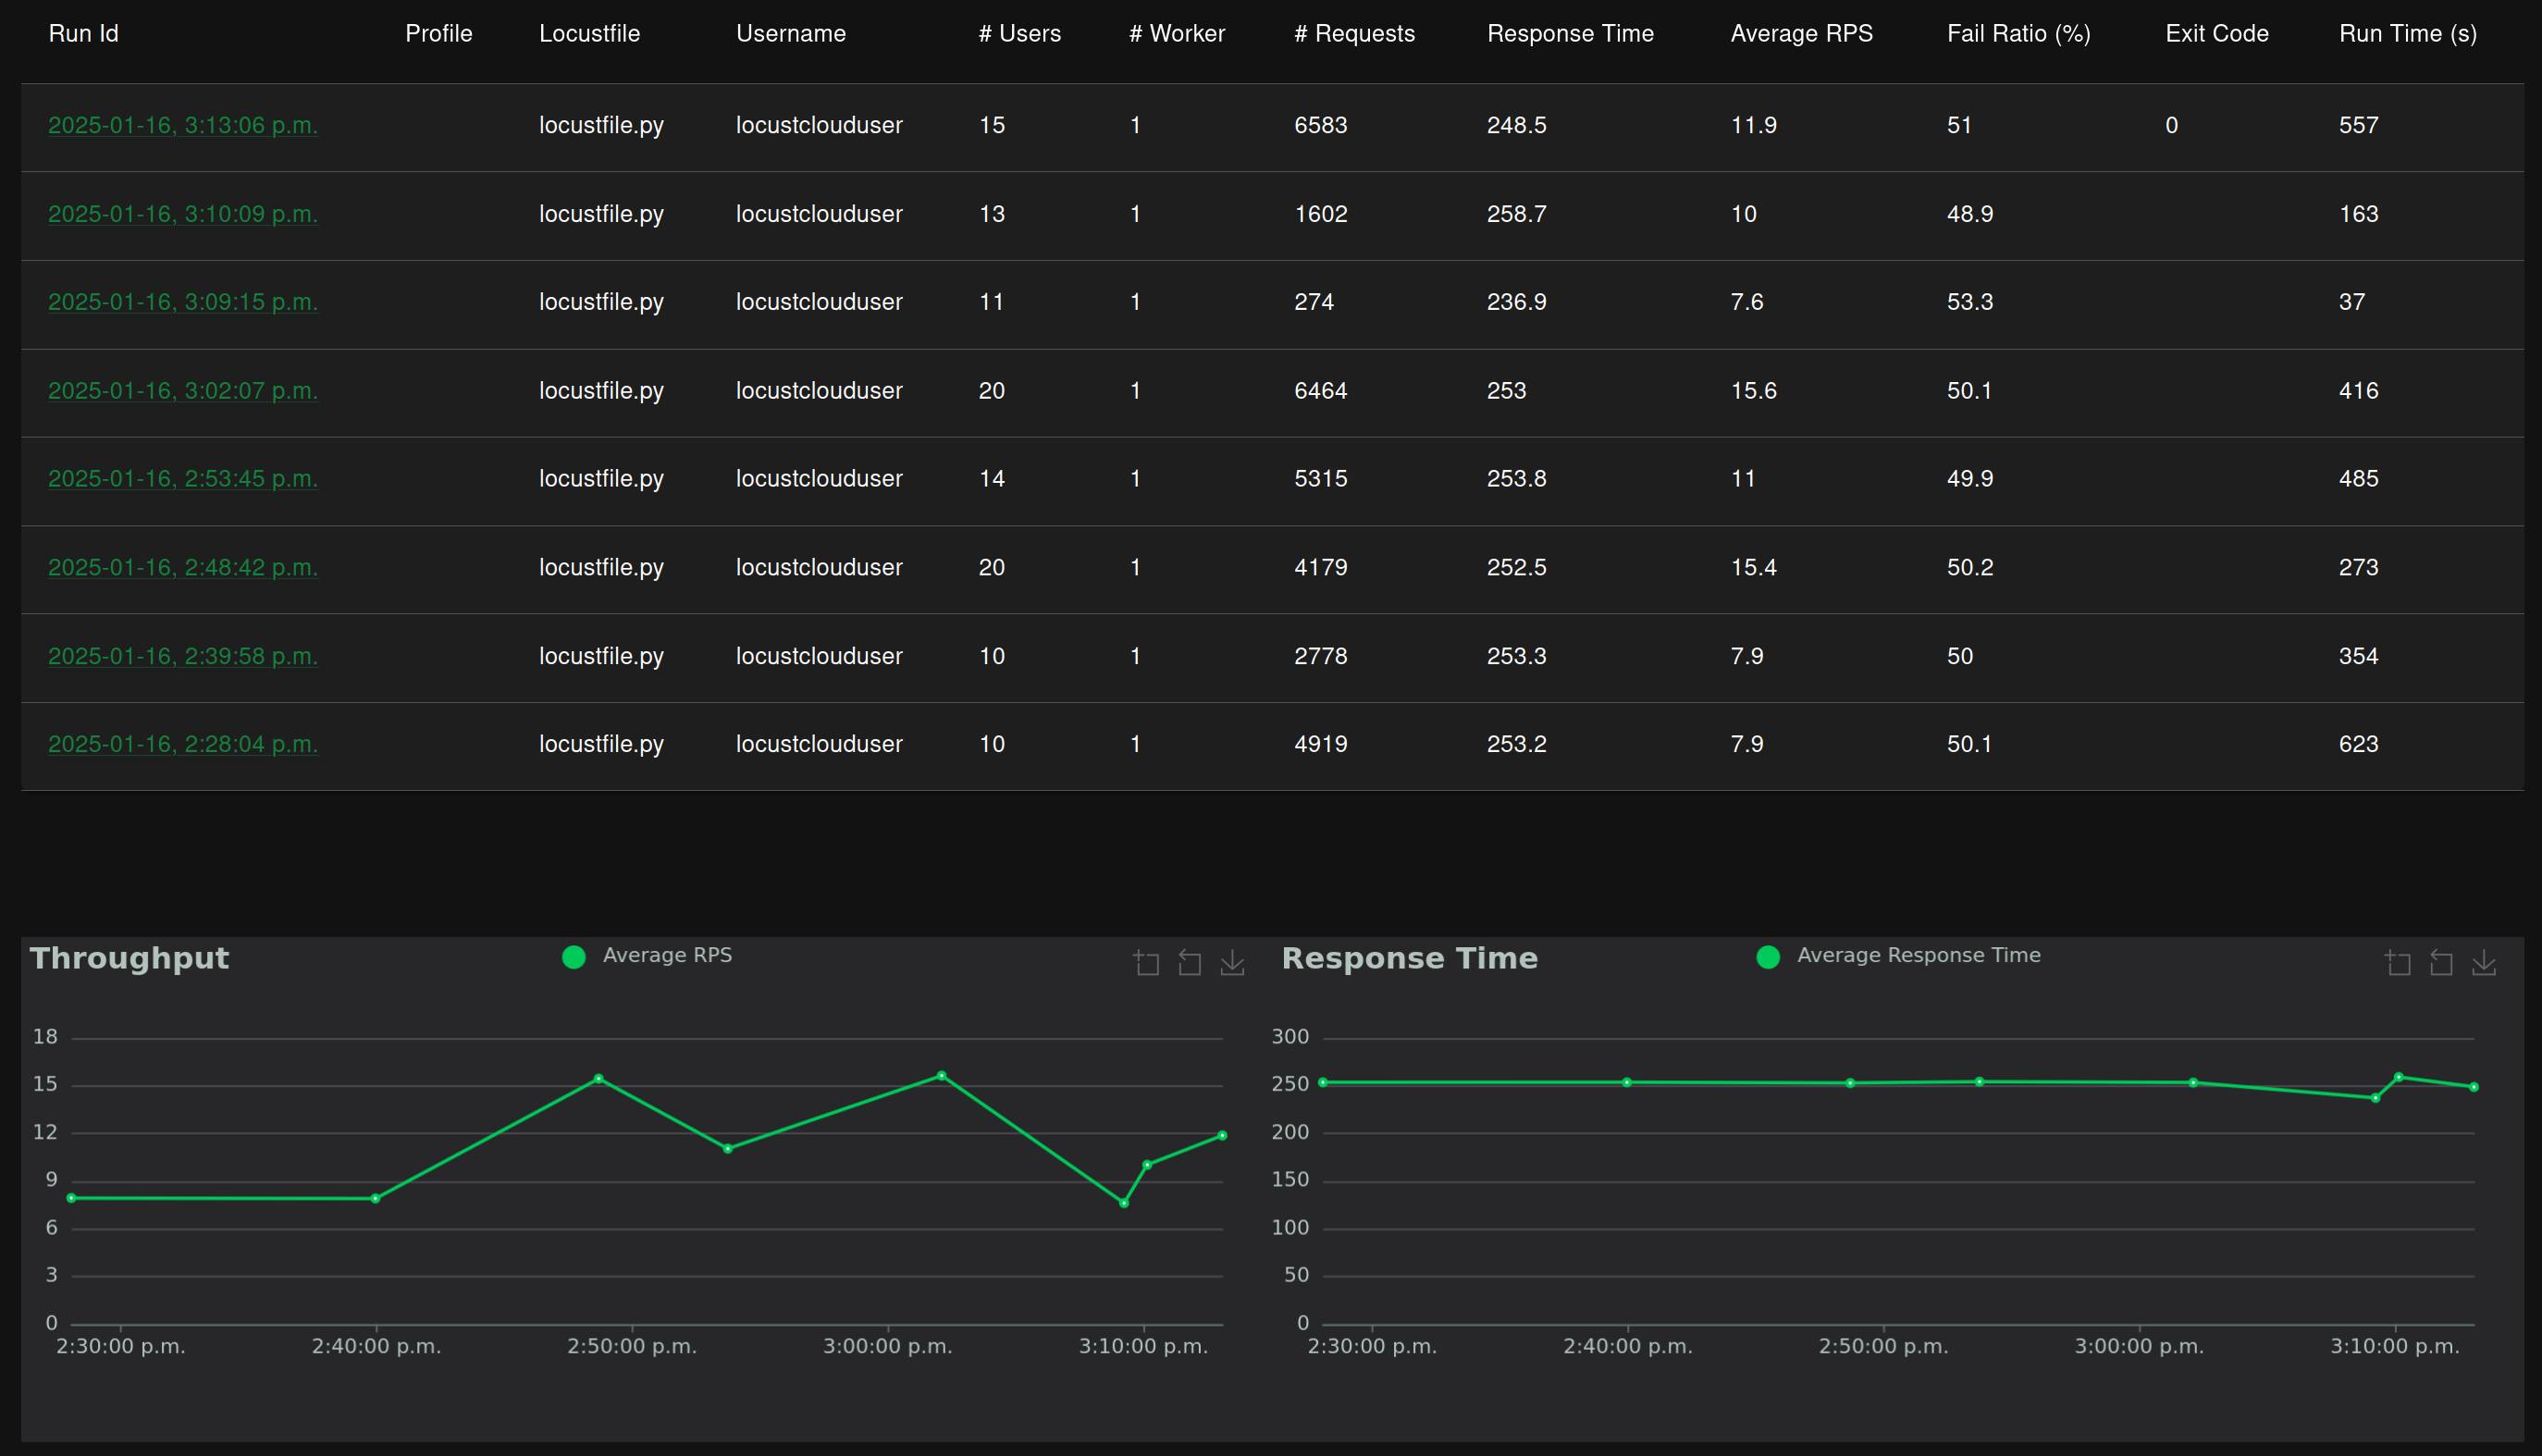 Run Id Profile Locustfile Username # Users # Worker # Requests Response Time Average RPS Fail Ratio (%) Exit Code Run Time (s)
2025-01-16, 3:13:06 p.m. locustfile.py locustclouduser 15 1 6583 248.5 11.9 51 0 557
2025-01-16, 3:10:09 p.m. locustfile.py locustclouduser 13 1 1602 258.7 10 48.9 163
2025-01-16, 3:09:15 p.m. locustfile.py locustclouduser 11 1 274 236.9 7.6 53.3 37
2025-01-16, 3:02:07 p.m. locustfile.py locustclouduser 20 1 6464 253 15.6 50.1 416
2025-01-16, 2:53:45 p.m. locustfile.py locustclouduser 14 1 5315 253.8 11 49.9 485
2025-01-16, 2:48:42 p.m. locustfile.py locustclouduser 20 1 4179 252.5 15.4 50.2 273
2025-01-16, 2:39:58 p.m. locustfile.py locustclouduser 10 1 2778 253.3 7.9 50 354
2025-01-16, 2:28:04 p.m. locustfile.py locustclouduser 10 1 4919 253.2 7.9 50.1 623
Throughput
Average RPS
18
15
12
9
6
3
0
2:30:00 p.m. 2:40:00 p.m. 2:50:00 p.m. 3:00:00 p.m. 3:10:00 p.m.
Response Time
Average Response Time
300
250
200
150
100
50
0
2:30:00 p.m. 2:40:00 p.m. 2:50:00 p.m. 3:00:00 p.m. 3:10:00 p.m.